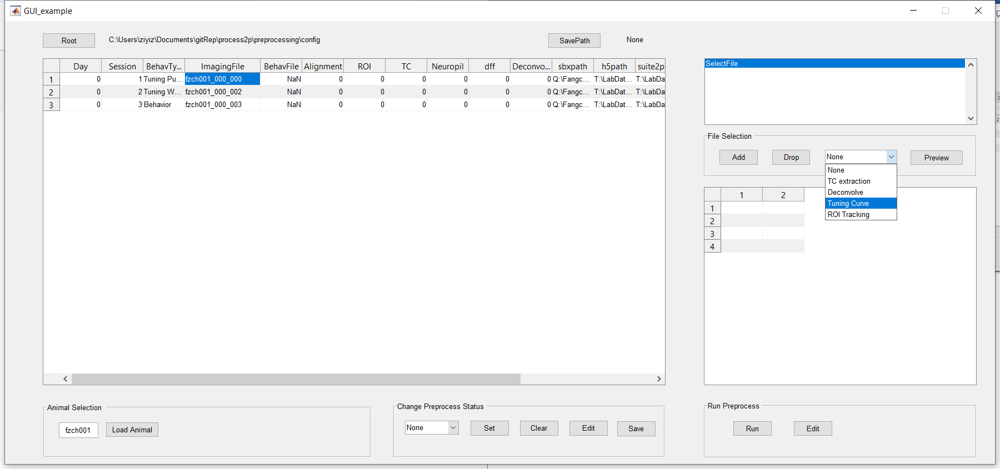 GUI_example
Root C:\Users\ziyiz\Documents\gitRep\process2p\preprocessing\config SavePath None
Day Session BehavTy... ImagingFile BehavFile Alignment ROI TC Neuropil dff Deconvo... sbxpath h5path suite2p
1 0 1 Tuning Pu... fzch001_000_000 NaN 0 0 0 0 0 0 Q:\Fangc... T:\LabDat... T:\LabDa
2 0 2 Tuning W... fzch001_000_002 NaN 0 0 0 0 0 0 Q:\Fangc... T:\LabDat... T:\LabDa
3 0 3 Behavior fzch001_000_003 NaN 0 0 0 0 0 0 Q:\Fangc... T:\LabDat... T:\LabDa
SelectFile
File Selection
Add Drop None Preview
None
TC extraction
Deconvolve
Tuning Curve
ROI Tracking
1 2
1
2
3
4
Animal Selection
fzch001 Load Animal
Change Preprocess Status
None Set Clear Edit Save
Run Preprocess
Run Edit